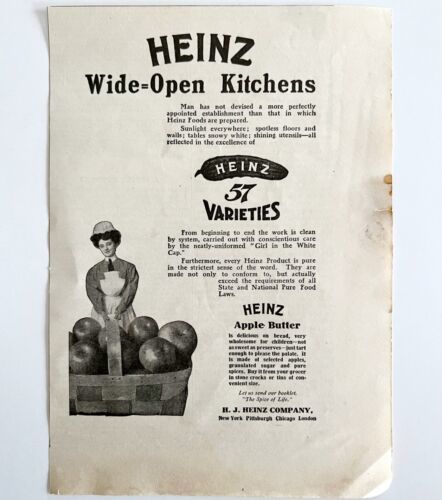 HEINZ
Wide=Open Kitchens
Man has not devised a more perfectly
appointed establishment than that in which
Heinz Foods are prepared.
Sunlight everywhere; spotless floors and
walls; tables snowy white; shining utensils—all
reflected in the excellence of
HEINZ
57
VARIETIES
From beginning to end the work is clean
by system, carried out with conscientious care
by the neatly-uniformed "Girl in the White
Cap."
Furthermore, every Heinz Product is pure
in the strictest sense of the word. They are
made not only to conform to, but actually
exceed the requirements of all
State and National Pure Food
Laws.
HEINZ
Apple Butter
is delicious on bread, very
wholesome for children—not
as sweet as preserves—just tart
enough to please the palate. it
is made of selected apples,
granulated sugar and pure
spices. Buy it from your grocer
in stone crocks or tins of con-
venient size.
Let us send our booklet,
"The Spice of Life."
H. J. HEINZ COMPANY,
New York Pittsburgh Chicago London